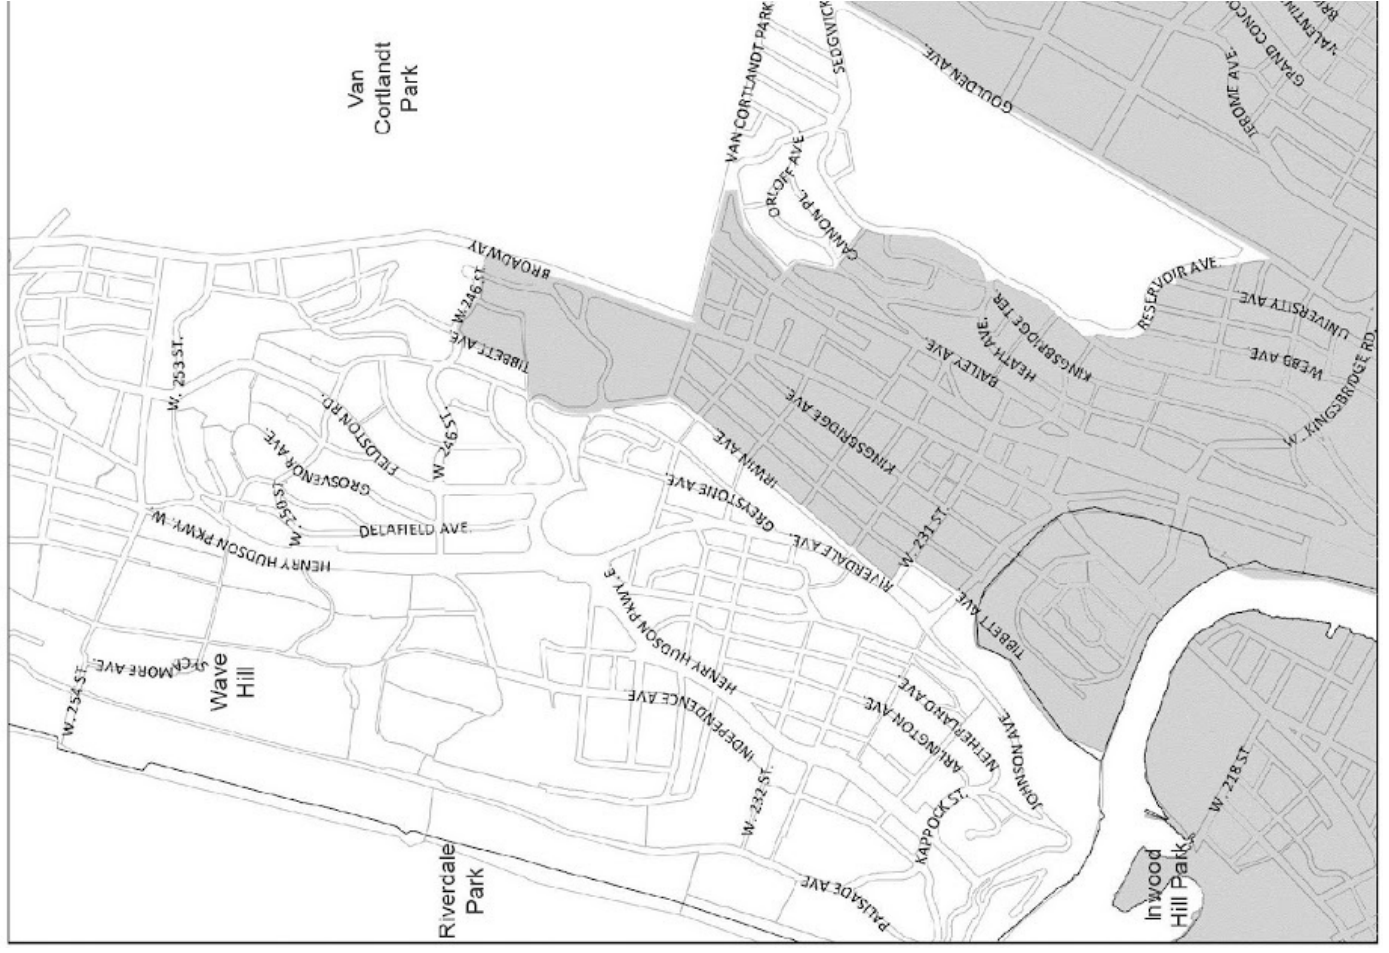 Van
Cortlandt
Park
VAN CORTLANDT PARK
SEDGWICK
GOULDEN AVE.
GRAND CONCO
VALENTIN
BRI
JEROME AVE.
ORLOFF AVE.
CANNON PL.
BROADWAY
W. 246 ST.
TIBBETT AVE.
W. 253 ST.
FIELDSTON RD.
W. 246 ST.
GROSVENOR AVE.
W. 250 ST.
DELAFIELD AVE.
HENRY HUDSON PKWY. W.
RESERVOIR AVE.
UNIVERSITY AVE
WEBB AVE.
W. KINGSBRIDGE RD.
KINGSBRIDGE TER.
HEATH AVE.
BAILEY AVE.
KINGSBRIDGE AVE.
IRWIN AVE.
GREYSTONE AVE.
RIVERDALE AVE.
W. 231 ST.
TIBBETT AVE.
HENRY HUDSON PKWY. E
SYCAMORE AVE.
Wave
Hill
W. 254 ST.
INDEPENDENCE AVE
ARLINGTON AVE.
NETHERLAND AVE
JOHNSON AVE.
KAPPOCK ST.
W. 232 ST.
PALISADE AVE
W. 218 ST
Riverdale
Park
Inwood
Hill Park